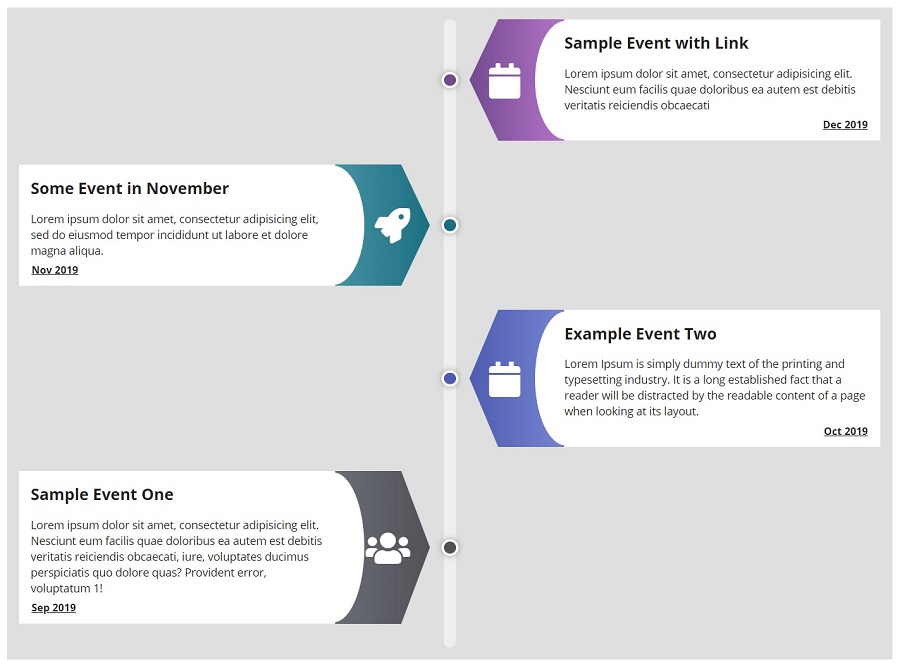 Sample Event with Link
Lorem ipsum dolor sit amet, consectetur adipisicing elit.
Nesciunt eum facilis quae doloribus ea autem est debitis
veritatis reiciendis obcaecati
Dec 2019
Some Event in November
Lorem ipsum dolor sit amet, consectetur adipisicing elit,
sed do eiusmod tempor incididunt ut labore et dolore
magna aliqua.
Nov 2019
Example Event Two
Lorem Ipsum is simply dummy text of the printing and
typesetting industry. It is a long established fact that a
reader will be distracted by the readable content of a page
when looking at its layout.
Oct 2019
Sample Event One
Lorem ipsum dolor sit amet, consectetur adipisicing elit.
Nesciunt eum facilis quae doloribus ea autem est debitis
veritatis reiciendis obcaecati, iure, voluptates ducimus
perspiciatis quo dolore quas? Provident error,
voluptatum 1!
Sep 2019